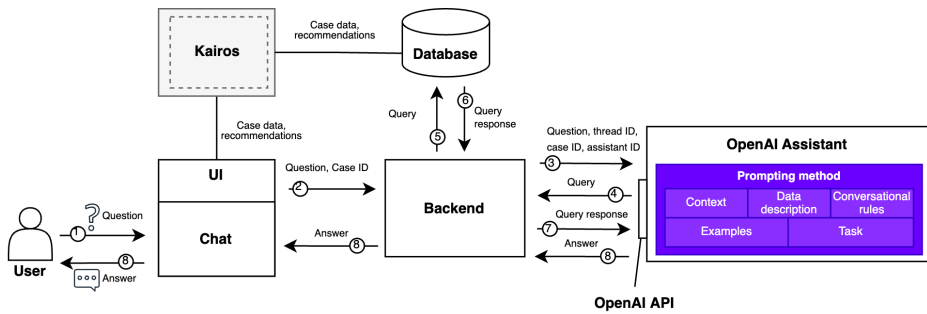 Kairos
Case data,
recommendations
Database
Case data,
recommendations
Query
5
6
Query
response
UI
Chat
User
1
?
Question
8
Answer
Question, Case ID
2
Answer
8
Backend
Question, thread ID,
case ID, assistant ID
3
Query
4
Query response
7
Answer
8
OpenAI API
OpenAI Assistant
Prompting method
Context
Data
description
Conversational
rules
Examples
Task